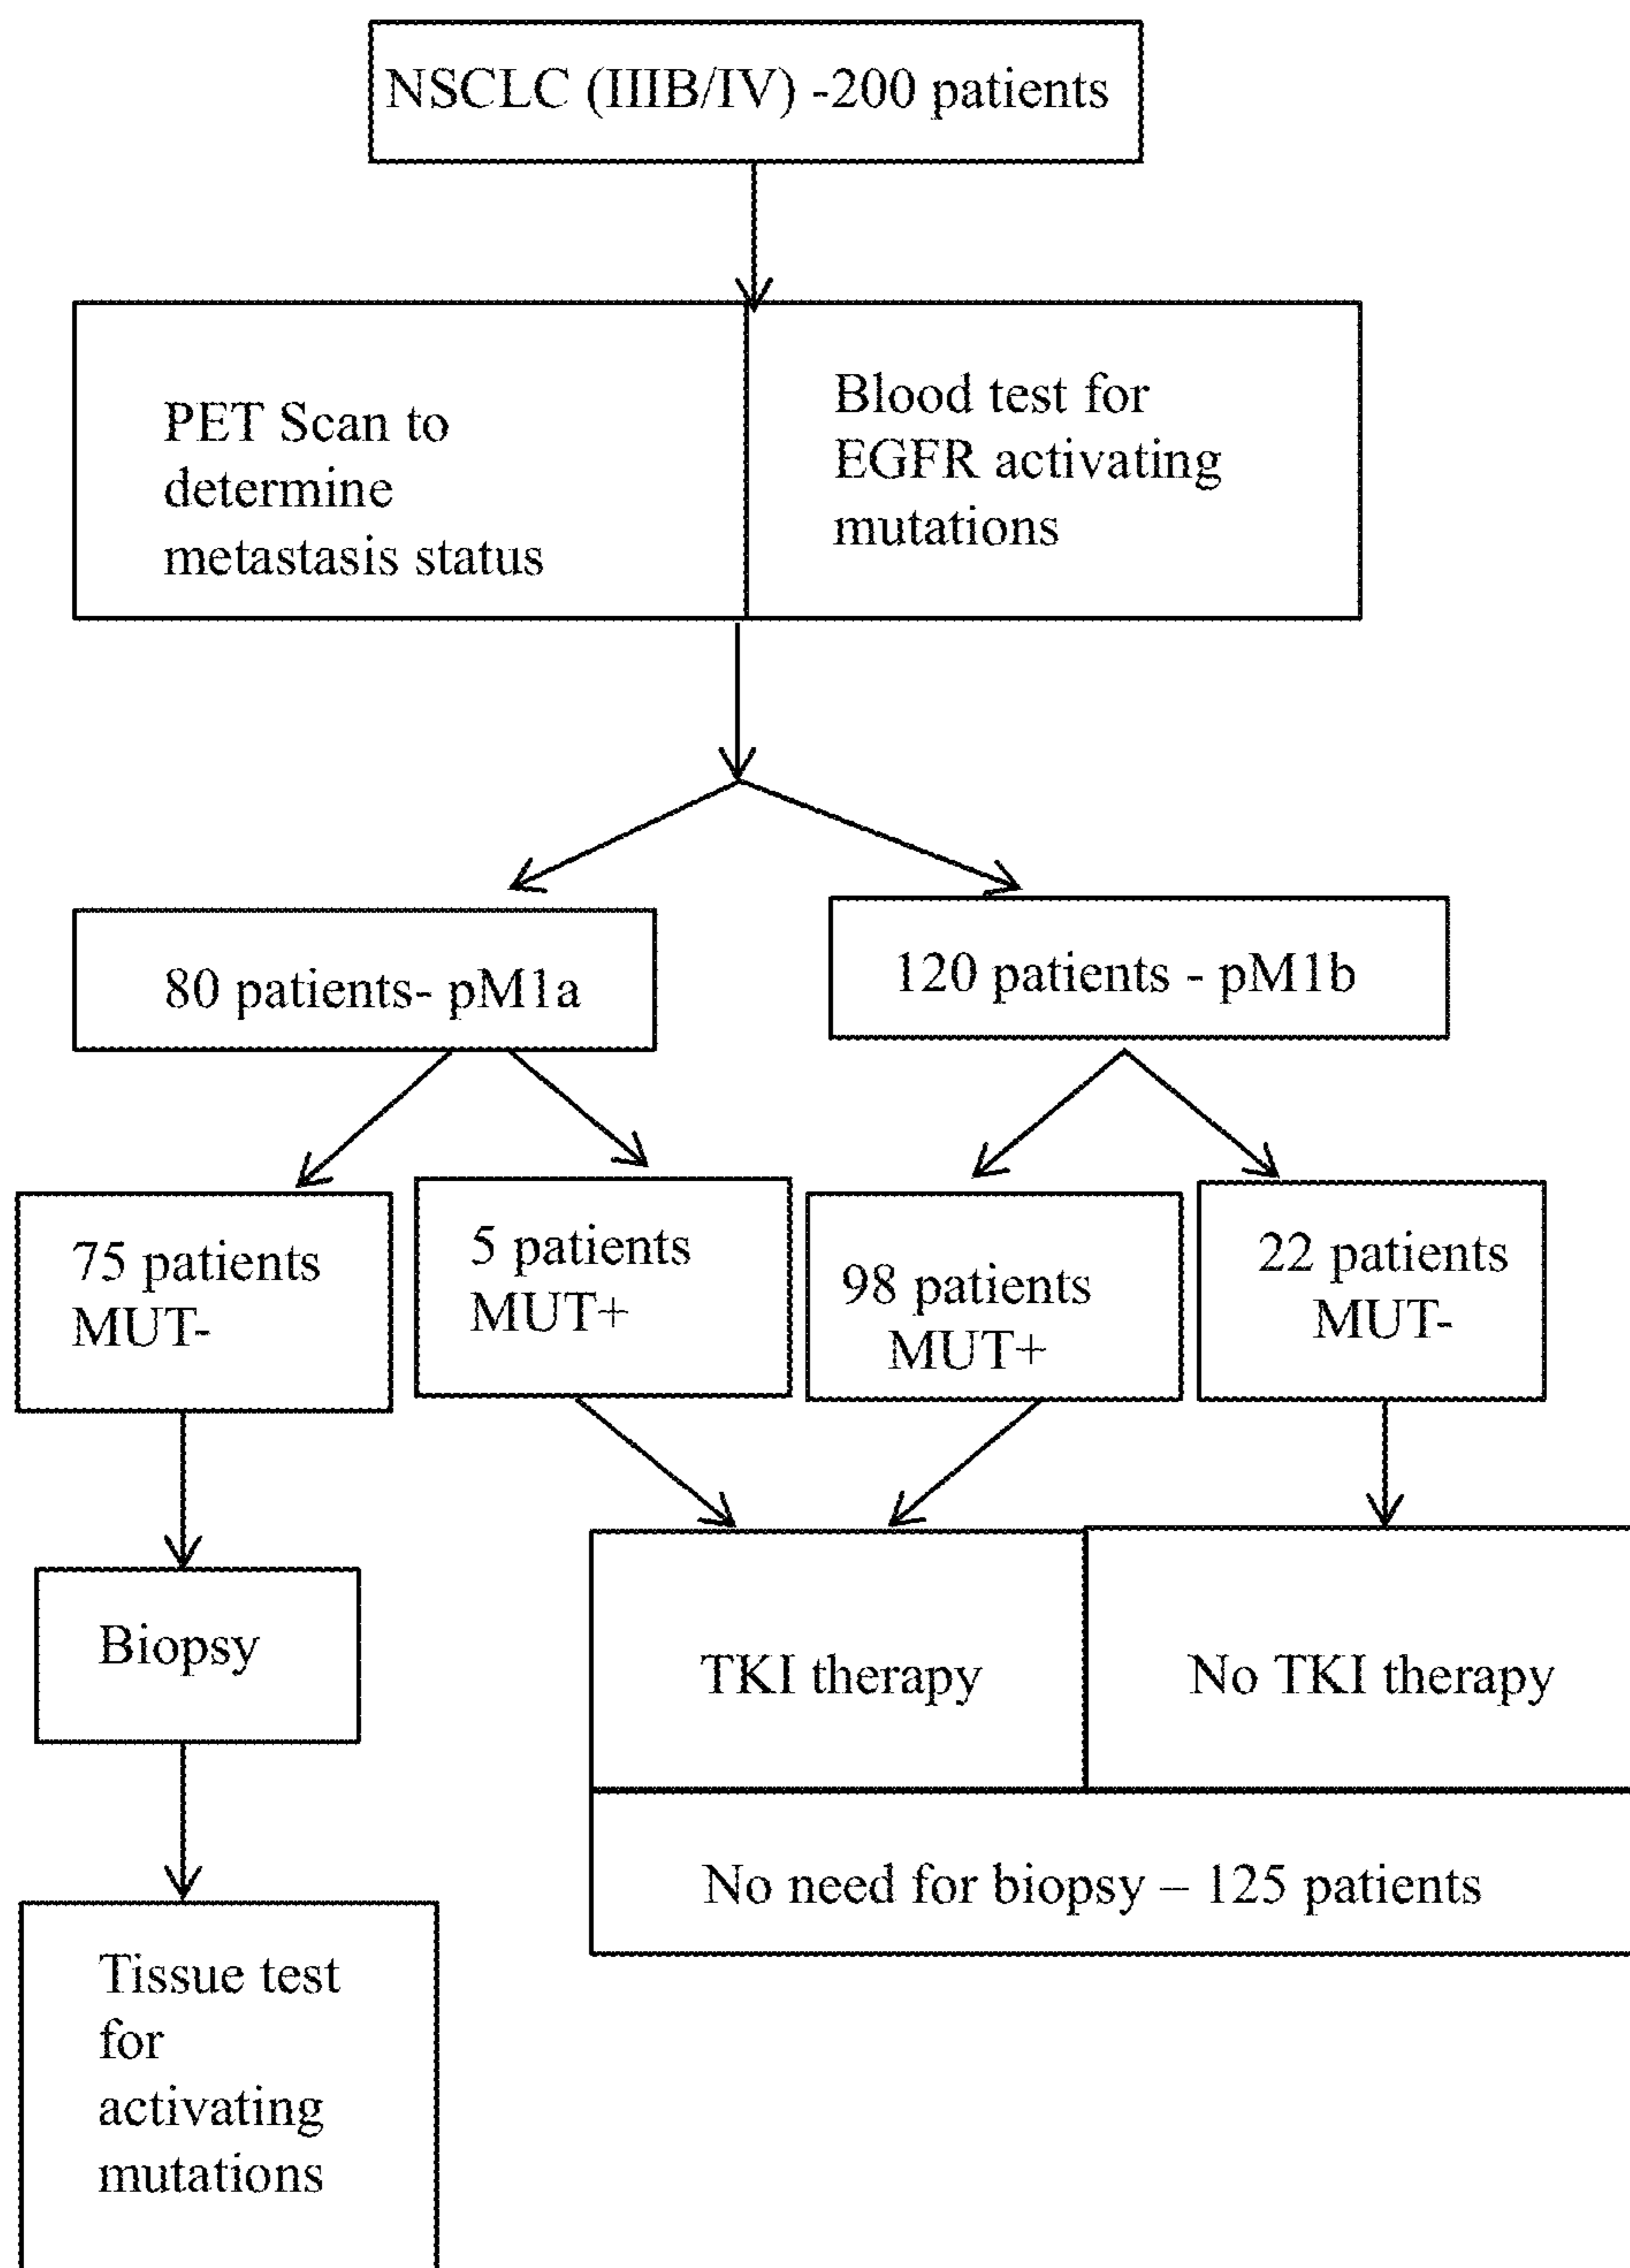 NSCLC (IIIB/IV) -200 patients
PET Scan to
determine
metastasis status
Blood test for
EGFR activating
mutations
80 patients- pM1a
120 patients - pM1b
75 patients
MUT-
5 patients
MUT+
98 patients
MUT+
22 patients
MUT-
Biopsy
TKI therapy
No TKI therapy
No need for biopsy – 125 patients
Tissue test
for
activating
mutations